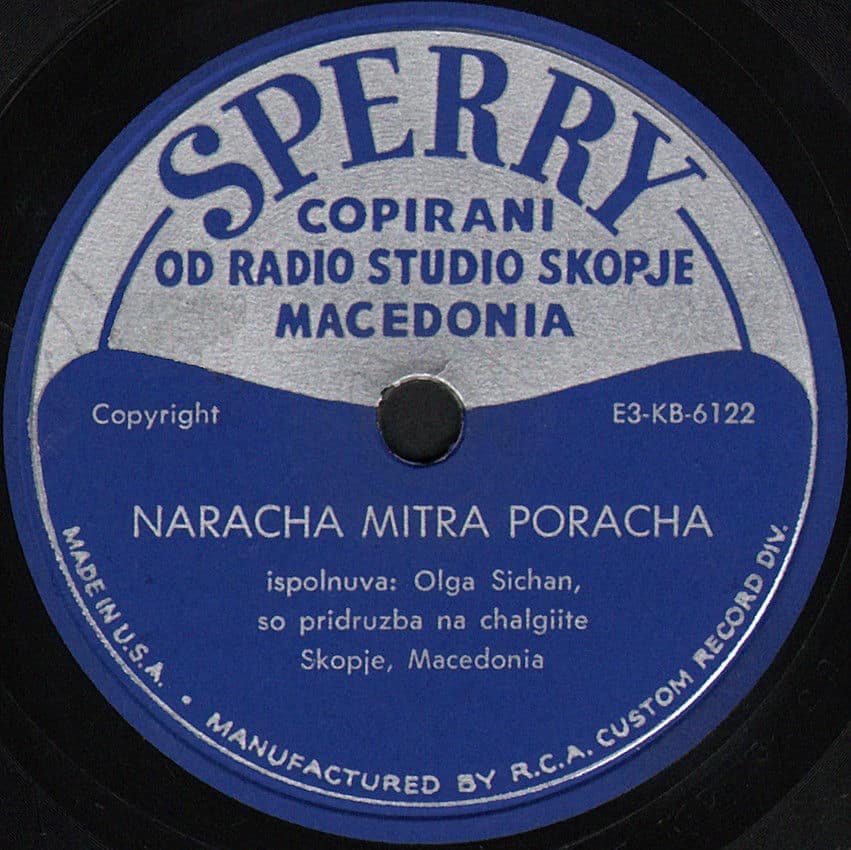 SPERRY
COPIRANI
OD RADIO STUDIO SKOPJE
MACEDONIA
Copyright
E3-KB-6122
NARACHA MITRA PORACHA
ispolnuva: Olga Sichan,
so pridruzba na chalgiite
Skopje, Macedonia
MADE IN U.S.A. • MANUFACTURED BY R.C.A. CUSTOM RECORD DIV.